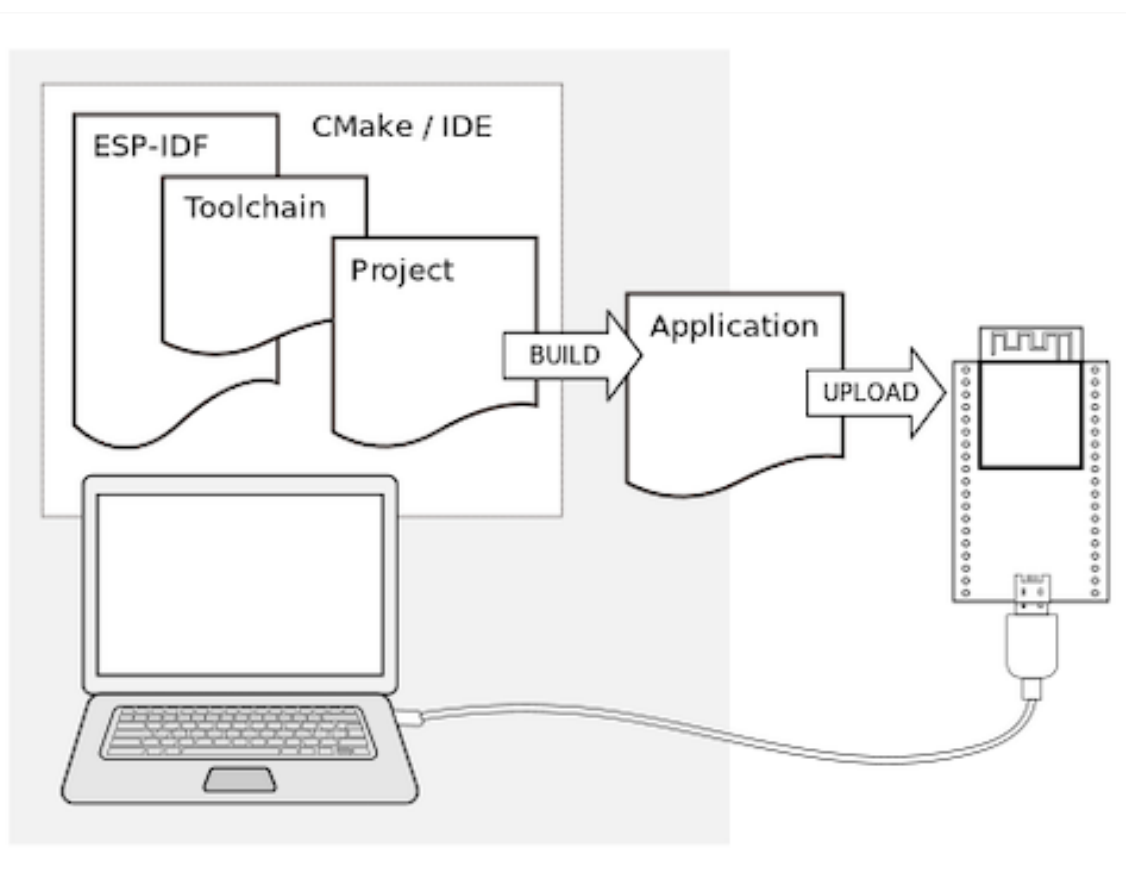 CMake / IDE
ESP-IDF
Toolchain
Project
BUILD
Application
UPLOAD